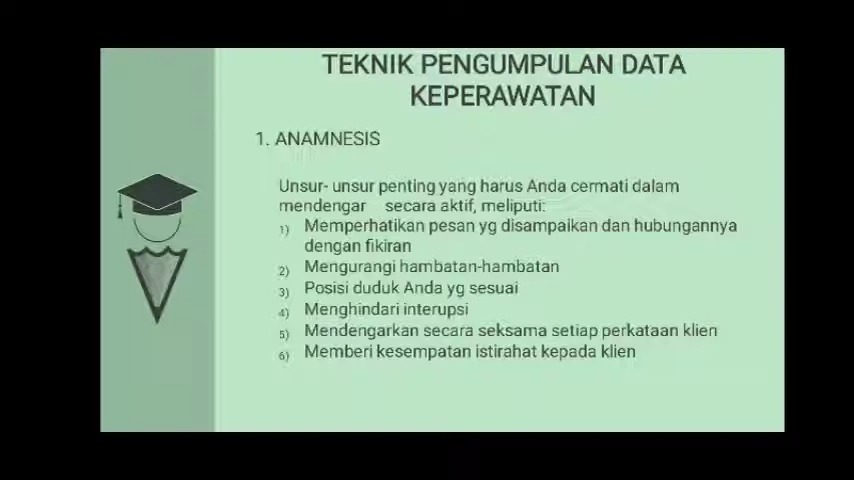 TEKNIK PENGUMPULAN DATA
KEPERAWATAN
1. ANAMNESIS
Unsur- unsur penting yang harus Anda cermati dalam
mendengar secara aktif, meliputi:
1) Memperhatikan pesan yg disampaikan dan hubungannya
dengan fikiran
2) Mengurangi hambatan-hambatan
3) Posisi duduk Anda yg sesuai
4) Menghindari interupsi
5) Mendengarkan secara seksama setiap perkataan klien
6) Memberi kesempatan istirahat kepada klien